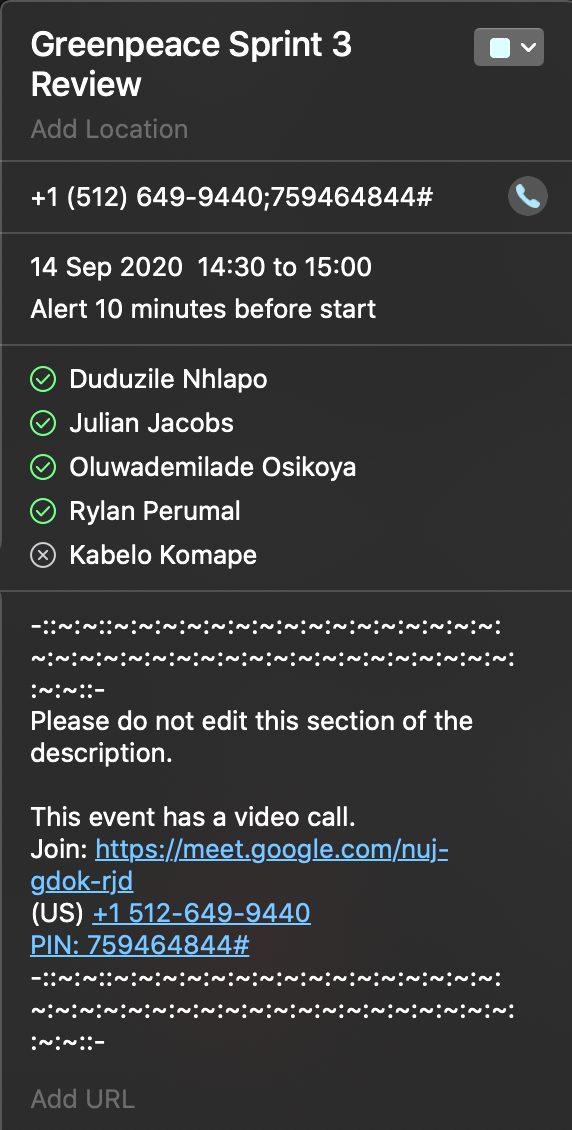 Greenpeace Sprint 3
Review
Add Location
+1 (512) 649-9440;759464844#
14 Sep 2020  14:30 to 15:00
Alert 10 minutes before start
Duduzile Nhlapo
Julian Jacobs
Oluwademilade Osikoya
Rylan Perumal
Kabelo Komape
-::~:~::~:~:~:~:~:~:~:~:~:~:~:~:~:~:~:~:~:
~:~:~:~:~:~:~:~:~:~:~:~:~:~:~:~:~:~:~:~:
:~:~::-
Please do not edit this section of the
description.
This event has a video call.
Join: https://meet.google.com/nuj-
gdok-rjd
(US) +1 512-649-9440
PIN: 759464844#
-::~:~::~:~:~:~:~:~:~:~:~:~:~:~:~:~:~:~:~:
~:~:~:~:~:~:~:~:~:~:~:~:~:~:~:~:~:~:~:~:
:~:~::-
Add URL